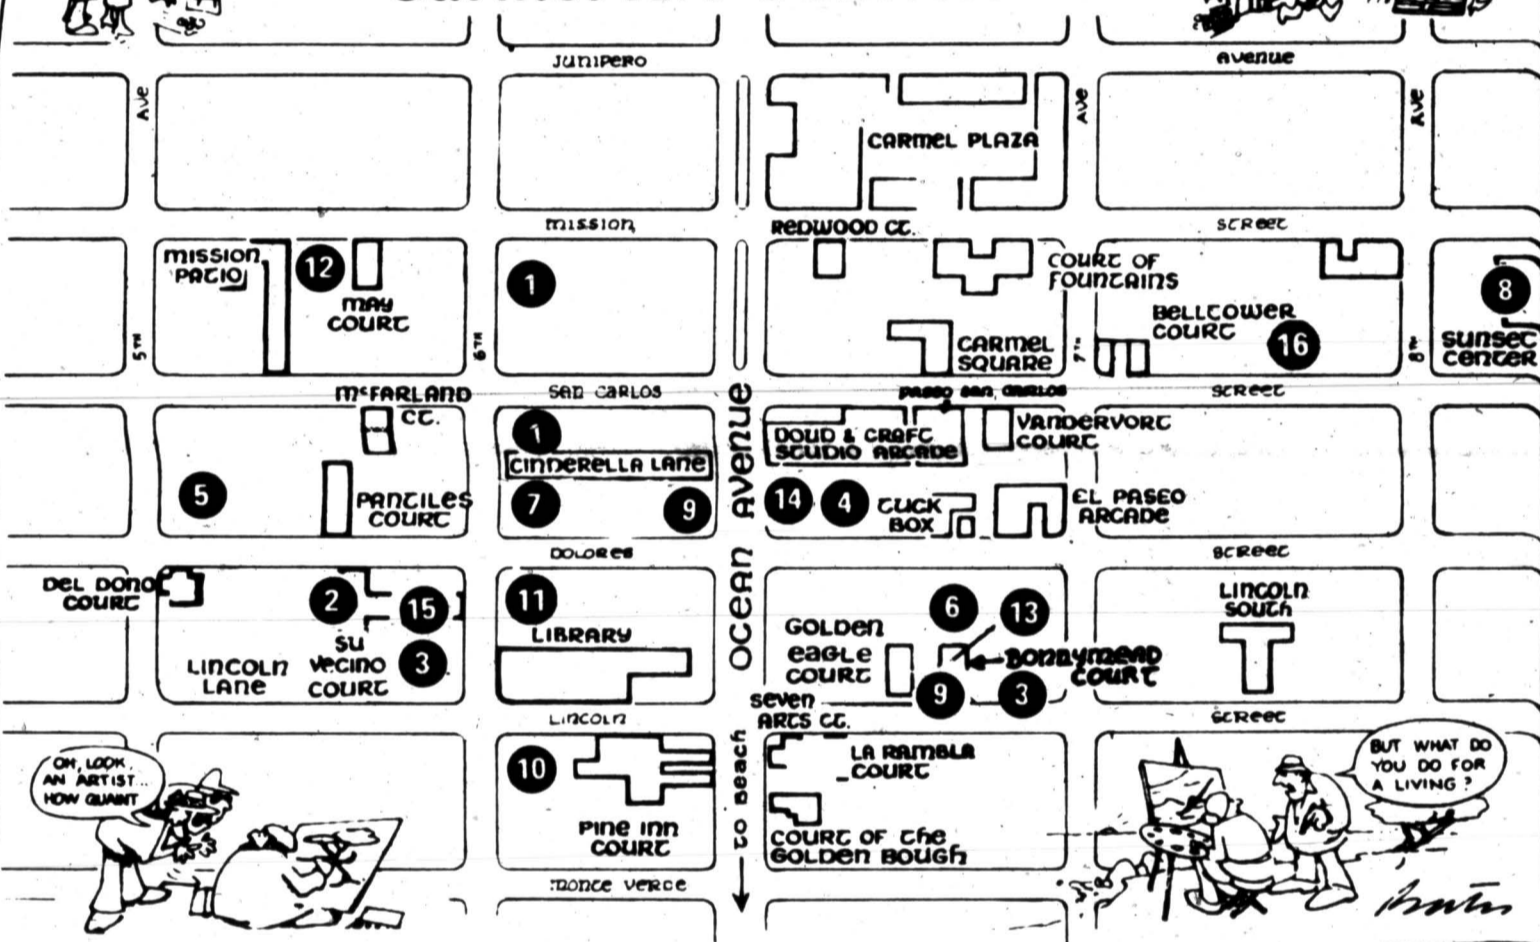 JUNIPERO
AVENUE
AVE
AVE
AVE
CARMEL PLAZA
MISSION
REDWOOD CT.
STREET
MISSION
PATIO
12
MAY
COURT
1
COURT OF
FOUNTAINS
BELLTOWER
COURT
16
8
SUNSET
CENTER
CARMEL
SQUARE
5TH
6TH
7TH
8TH
McFARLAND
CT.
SAN CARLOS
PASEO SAN CARLOS
STREET
1
CINDERELLA LANE
DOUD & CRAFT
STUDIO ARCADE
VANDERVORT
COURT
5
PANTILES
COURT
7
9
14
4
TUCK
BOX
EL PASEO
ARCADE
OCEAN AVENUE
DOLORES
STREET
DEL DONO
COURT
2
15
11
6
13
LINCOLN
SOUTH
LIBRARY
GOLDEN
EAGLE
COURT
SU
VECINO
COURT
3
LINCOLN
LANE
BONNYMEAD
COURT
9
3
SEVEN
ARTS CT.
LINCOLN
STREET
10
LA RAMBLA
COURT
PINE INN
COURT
COURT OF THE
GOLDEN BOUGH
TO BEACH
MONTE VERDE
OH, LOOK
AN ARTIST...
HOW QUAINT
BUT WHAT DO
YOU DO FOR
A LIVING?